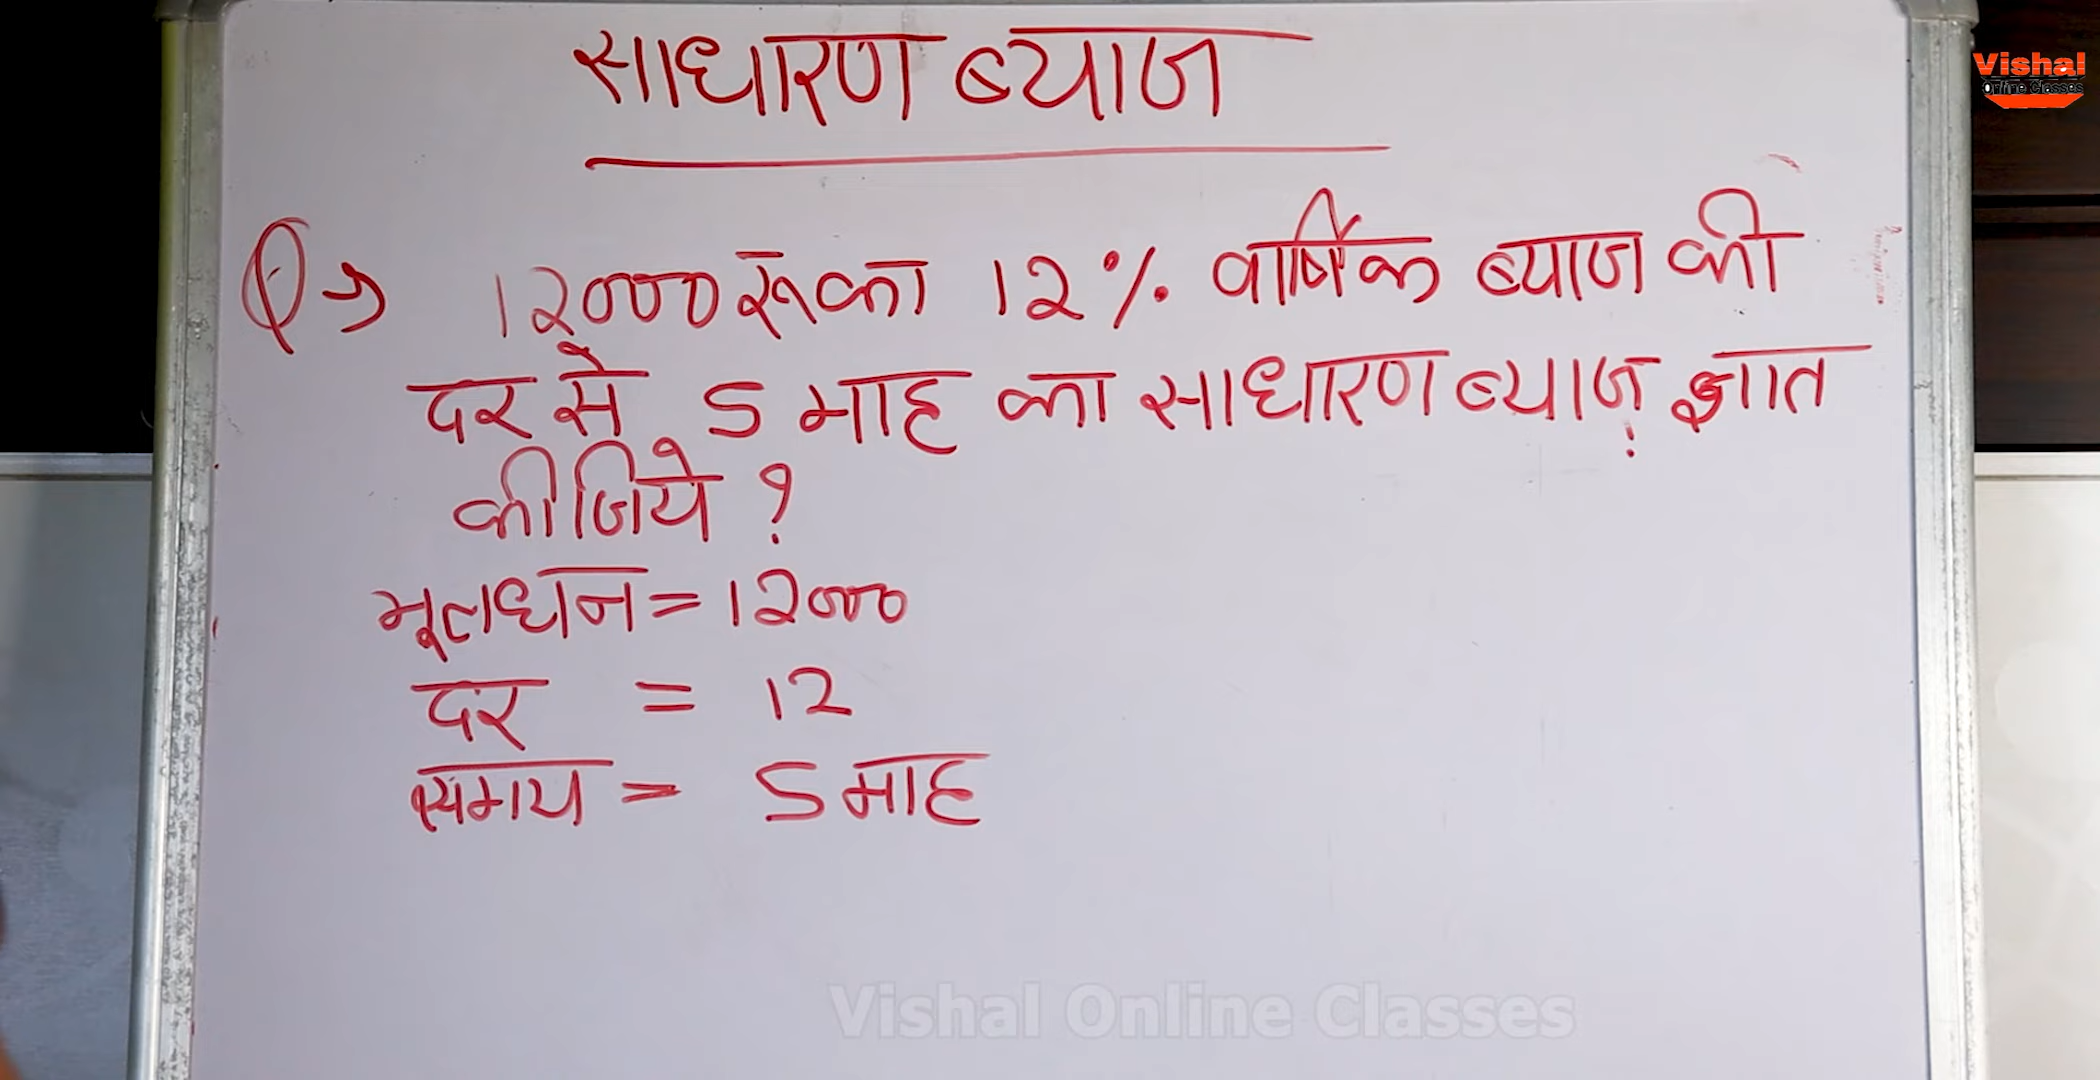 साधारण ब्याज
Vishal
Online Classes
Q → 12000 रु का 12% वार्षिक ब्याज की
दर से 5 माह का साधारण ब्याज ज्ञात
कीजिये ?
मूलधन = 12000
दर = 12
समय = 5 माह
Vishal Online Classes